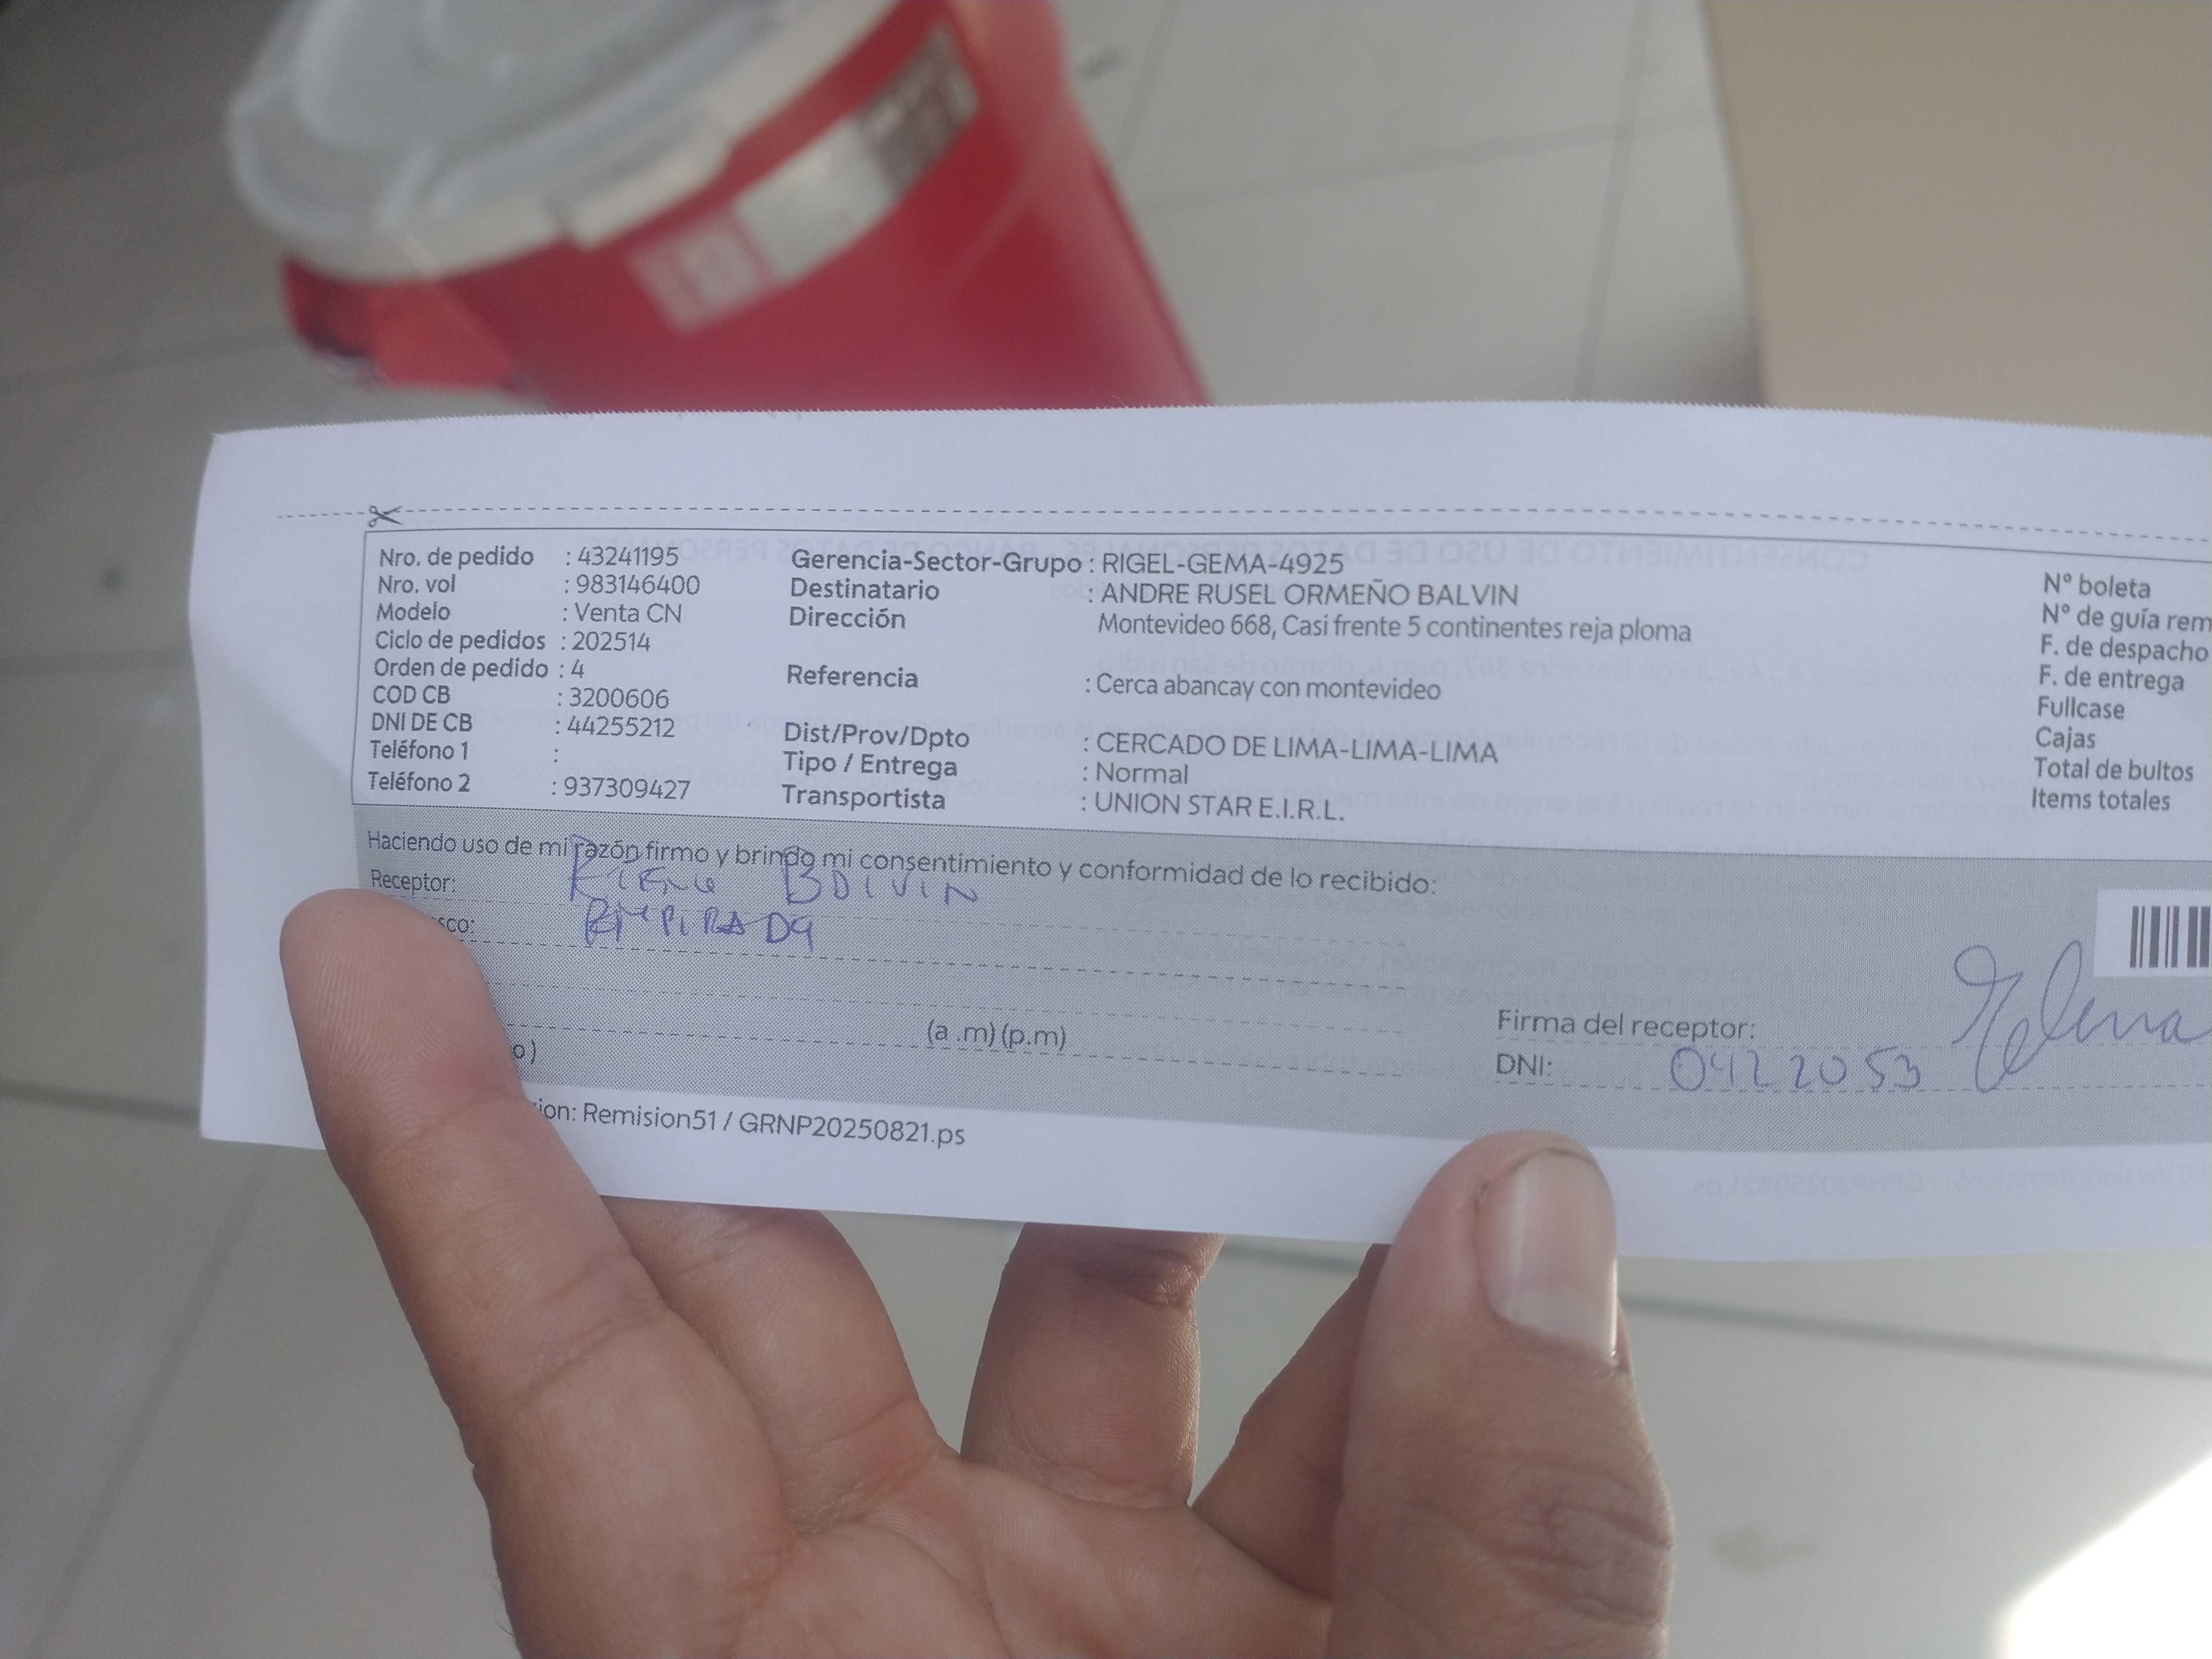 Nro. de pedido : 43241195
Nro. vol : 983146400
Modelo : Venta CN
Ciclo de pedidos : 202514
Orden de pedido : 4
COD CB : 3200606
DNI DE CB : 44255212
Teléfono 1 :
Teléfono 2 : 937309427
Gerencia-Sector-Grupo : RIGEL-GEMA-4925
Destinatario : ANDRE RUSEL ORMEÑO BALVIN
Dirección Montevideo 668, Casi frente 5 continentes reja ploma
Referencia : Cerca abancay con montevideo
Dist/Prov/Dpto : CERCADO DE LIMA-LIMA-LIMA
Tipo / Entrega : Normal
Transportista : UNION STAR E.I.R.L.
Nº boleta
Nº de guía rem
F. de despacho
F. de entrega
Fullcase
Cajas
Total de bultos
Items totales
Haciendo uso de mi razón firmo y brindo mi consentimiento y conformidad de lo recibido:
Receptor: BOLVIN
sco:
(a .m) (p.m)
o)
Firma del receptor: Elena
DNI: 04122053
ion: Remision51 / GRNP20250821.ps